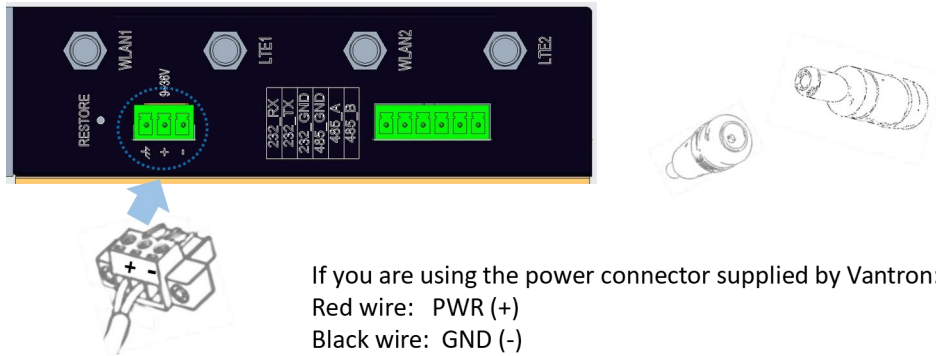 WLAN1
LTE1
WLAN2
LTE2
9-36V
RESTORE
+ -
232_RX
232_TX
232_GND
485_GND
485_A
485_B
+ -
If you are using the power connector supplied by Vantron:
Red wire: PWR (+)
Black wire: GND (-)